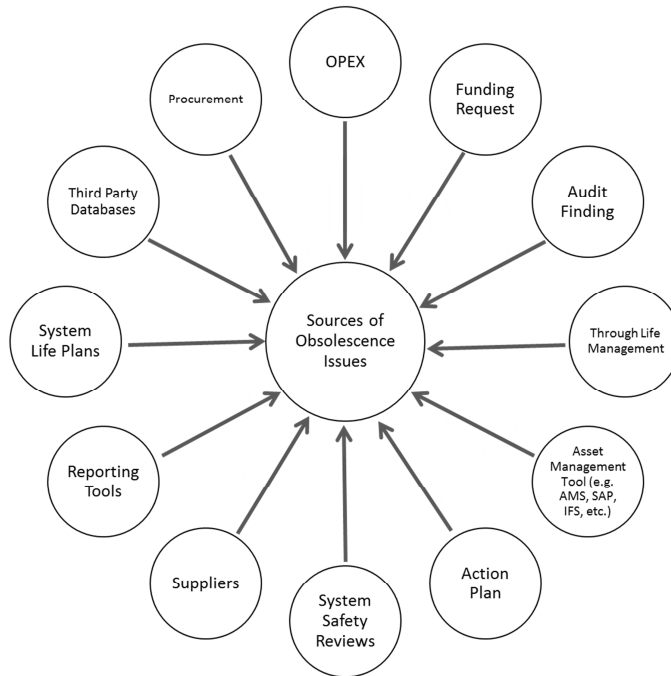 OPEX
Funding
Request
Audit
Finding
Through Life
Management
Asset
Management
Tool (e.g.
AMS, SAP,
IFS, etc.)
Action
Plan
System
Safety
Reviews
Suppliers
Reporting
Tools
System
Life Plans
Third Party
Databases
Procurement
Sources of
Obsolescence
Issues